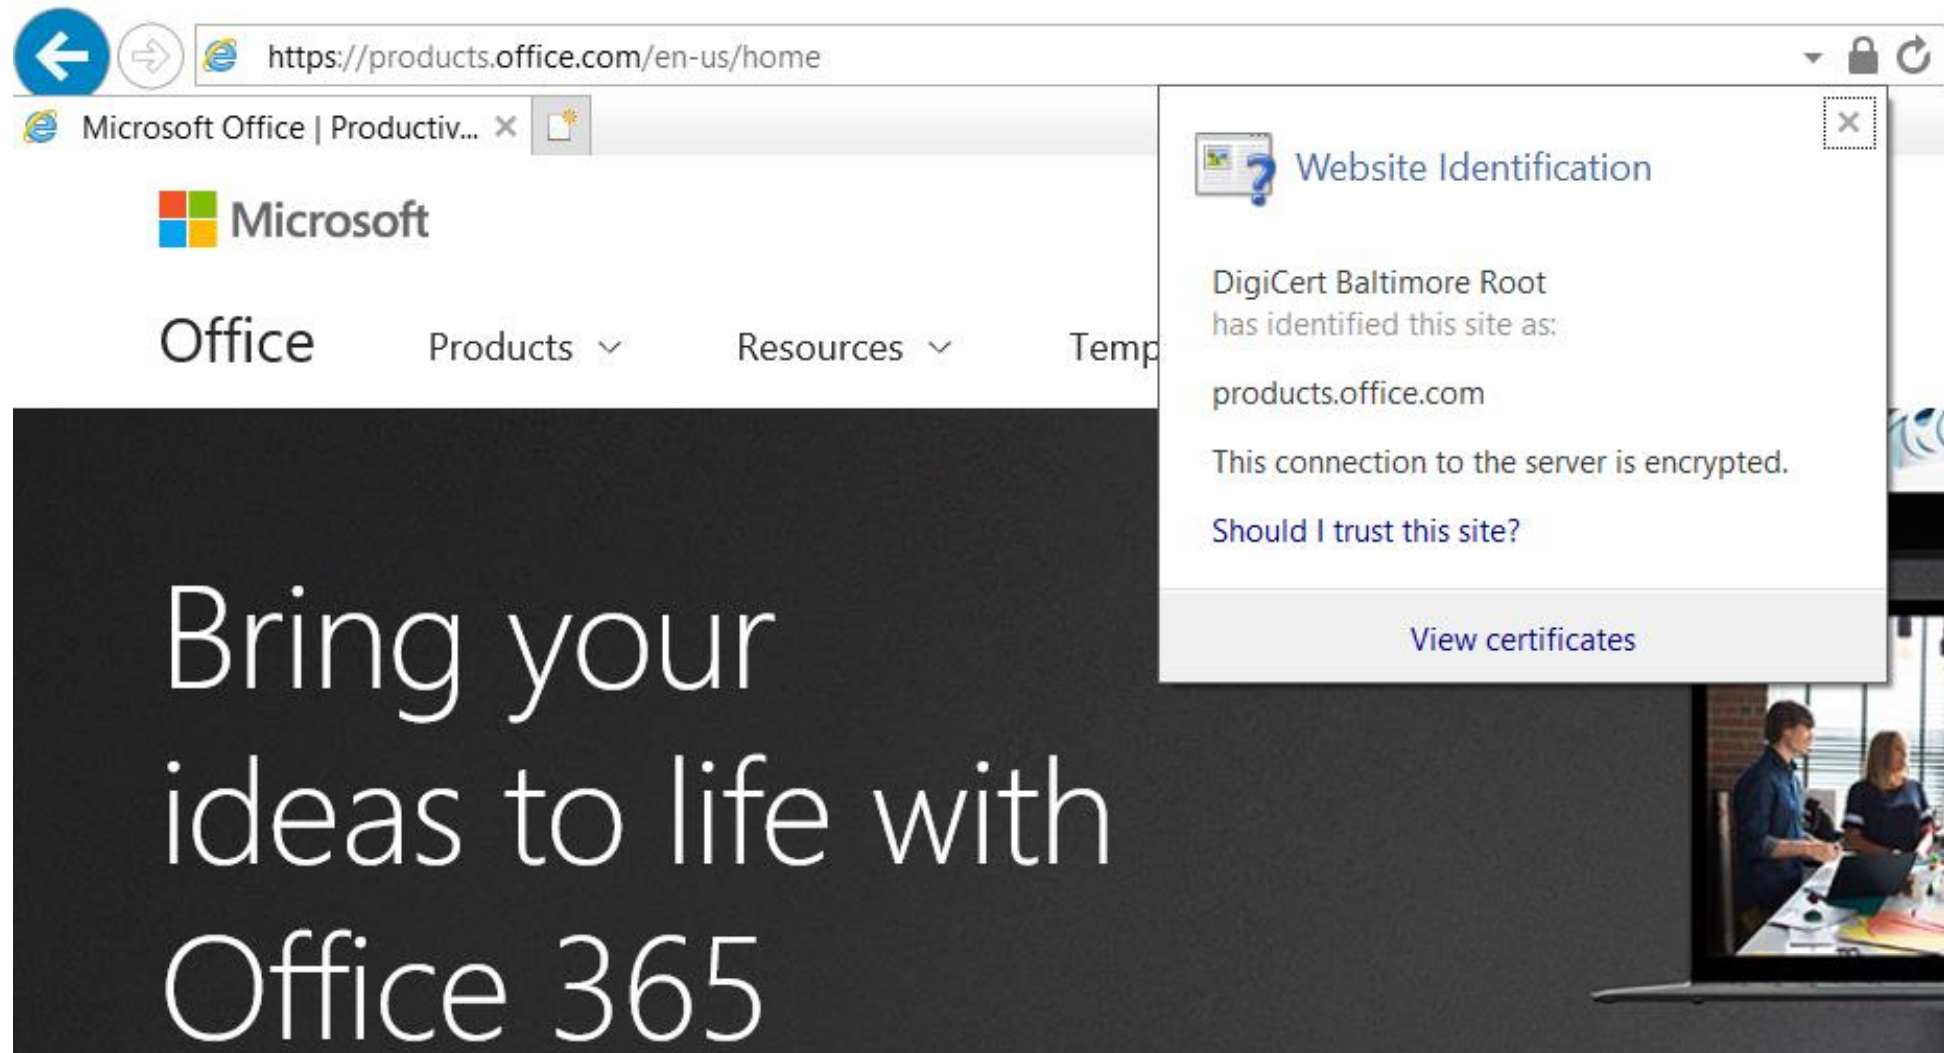 https://products.office.com/en-us/home
Microsoft Office | Productiv...
Microsoft
Office Products Resources Temp
Website Identification
DigiCert Baltimore Root
has identified this site as:
products.office.com
This connection to the server is encrypted.
Should I trust this site?
View certificates
Bring your
ideas to life with
Office 365